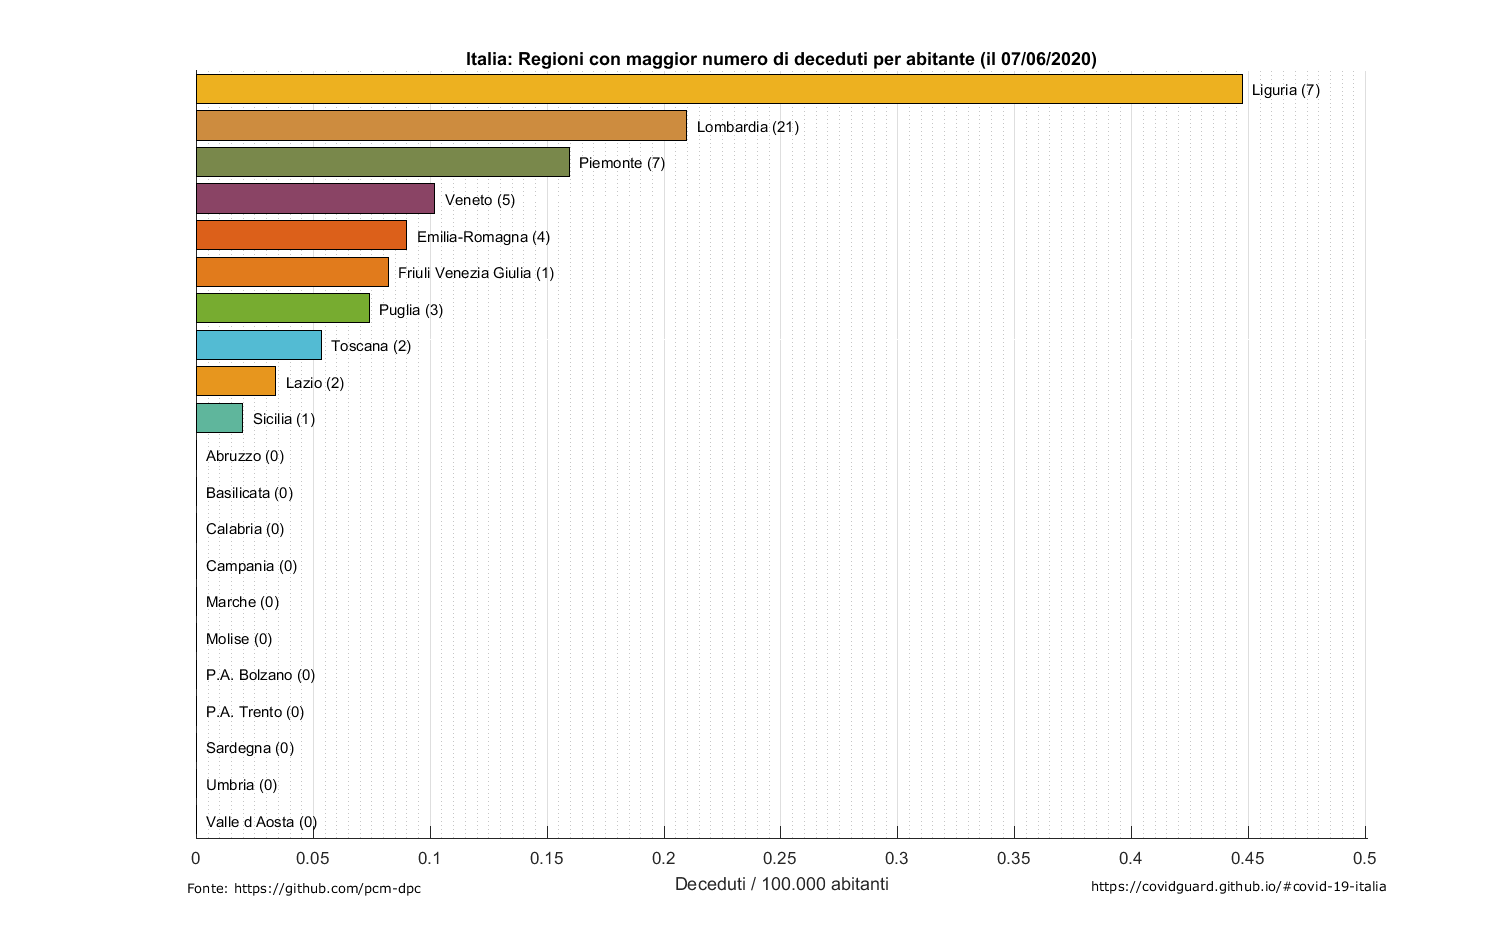 Italia: Regioni con maggior numero di deceduti per abitante (il 07/06/2020)
Liguria (7)
Lombardia (21)
Piemonte (7)
Veneto (5)
Emilia-Romagna (4)
Friuli Venezia Giulia (1)
Puglia (3)
Toscana (2)
Lazio (2)
Sicilia (1)
Abruzzo (0)
Basilicata (0)
Calabria (0)
Campania (0)
Marche (0)
Molise (0)
P.A. Bolzano (0)
P.A. Trento (0)
Sardegna (0)
Umbria (0)
Valle d Aosta (0)
0 0.05 0.1 0.15 0.2 0.25 0.3 0.35 0.4 0.45 0.5
Deceduti / 100.000 abitanti
Fonte: https://github.com/pcm-dpc
https://covidguard.github.io/#covid-19-italia